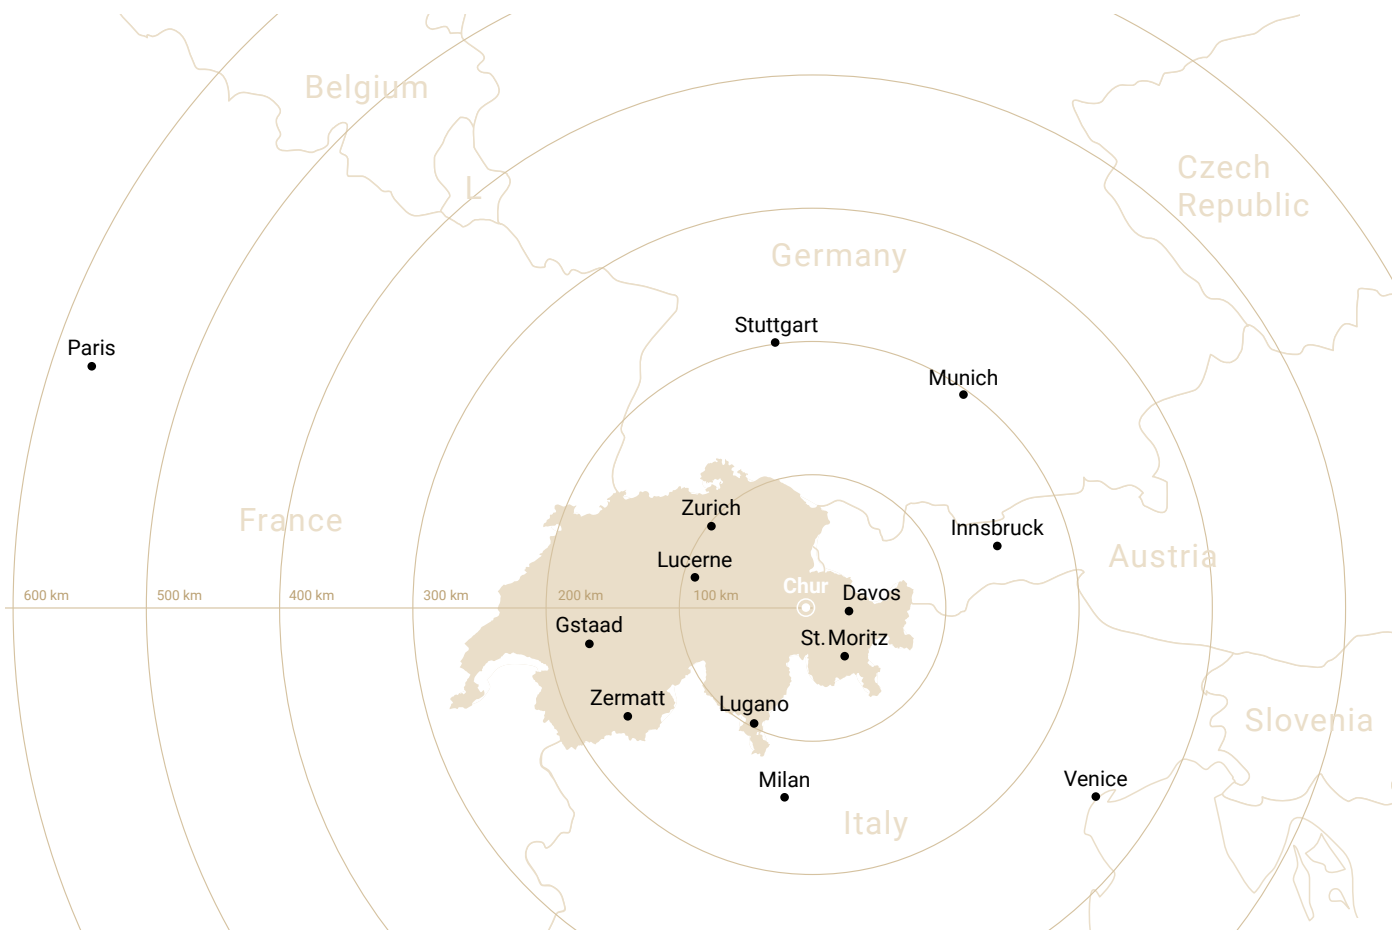 Belgium
Czech
Republic
L
Germany
Stuttgart
Paris
Munich
Zurich
France
Innsbruck
Lucerne
Austria
Chur
Davos
600 km
500 km
400 km
300 km
200 km
100 km
Gstaad
St. Moritz
Zermatt
Lugano
Slovenia
Milan
Venice
Italy